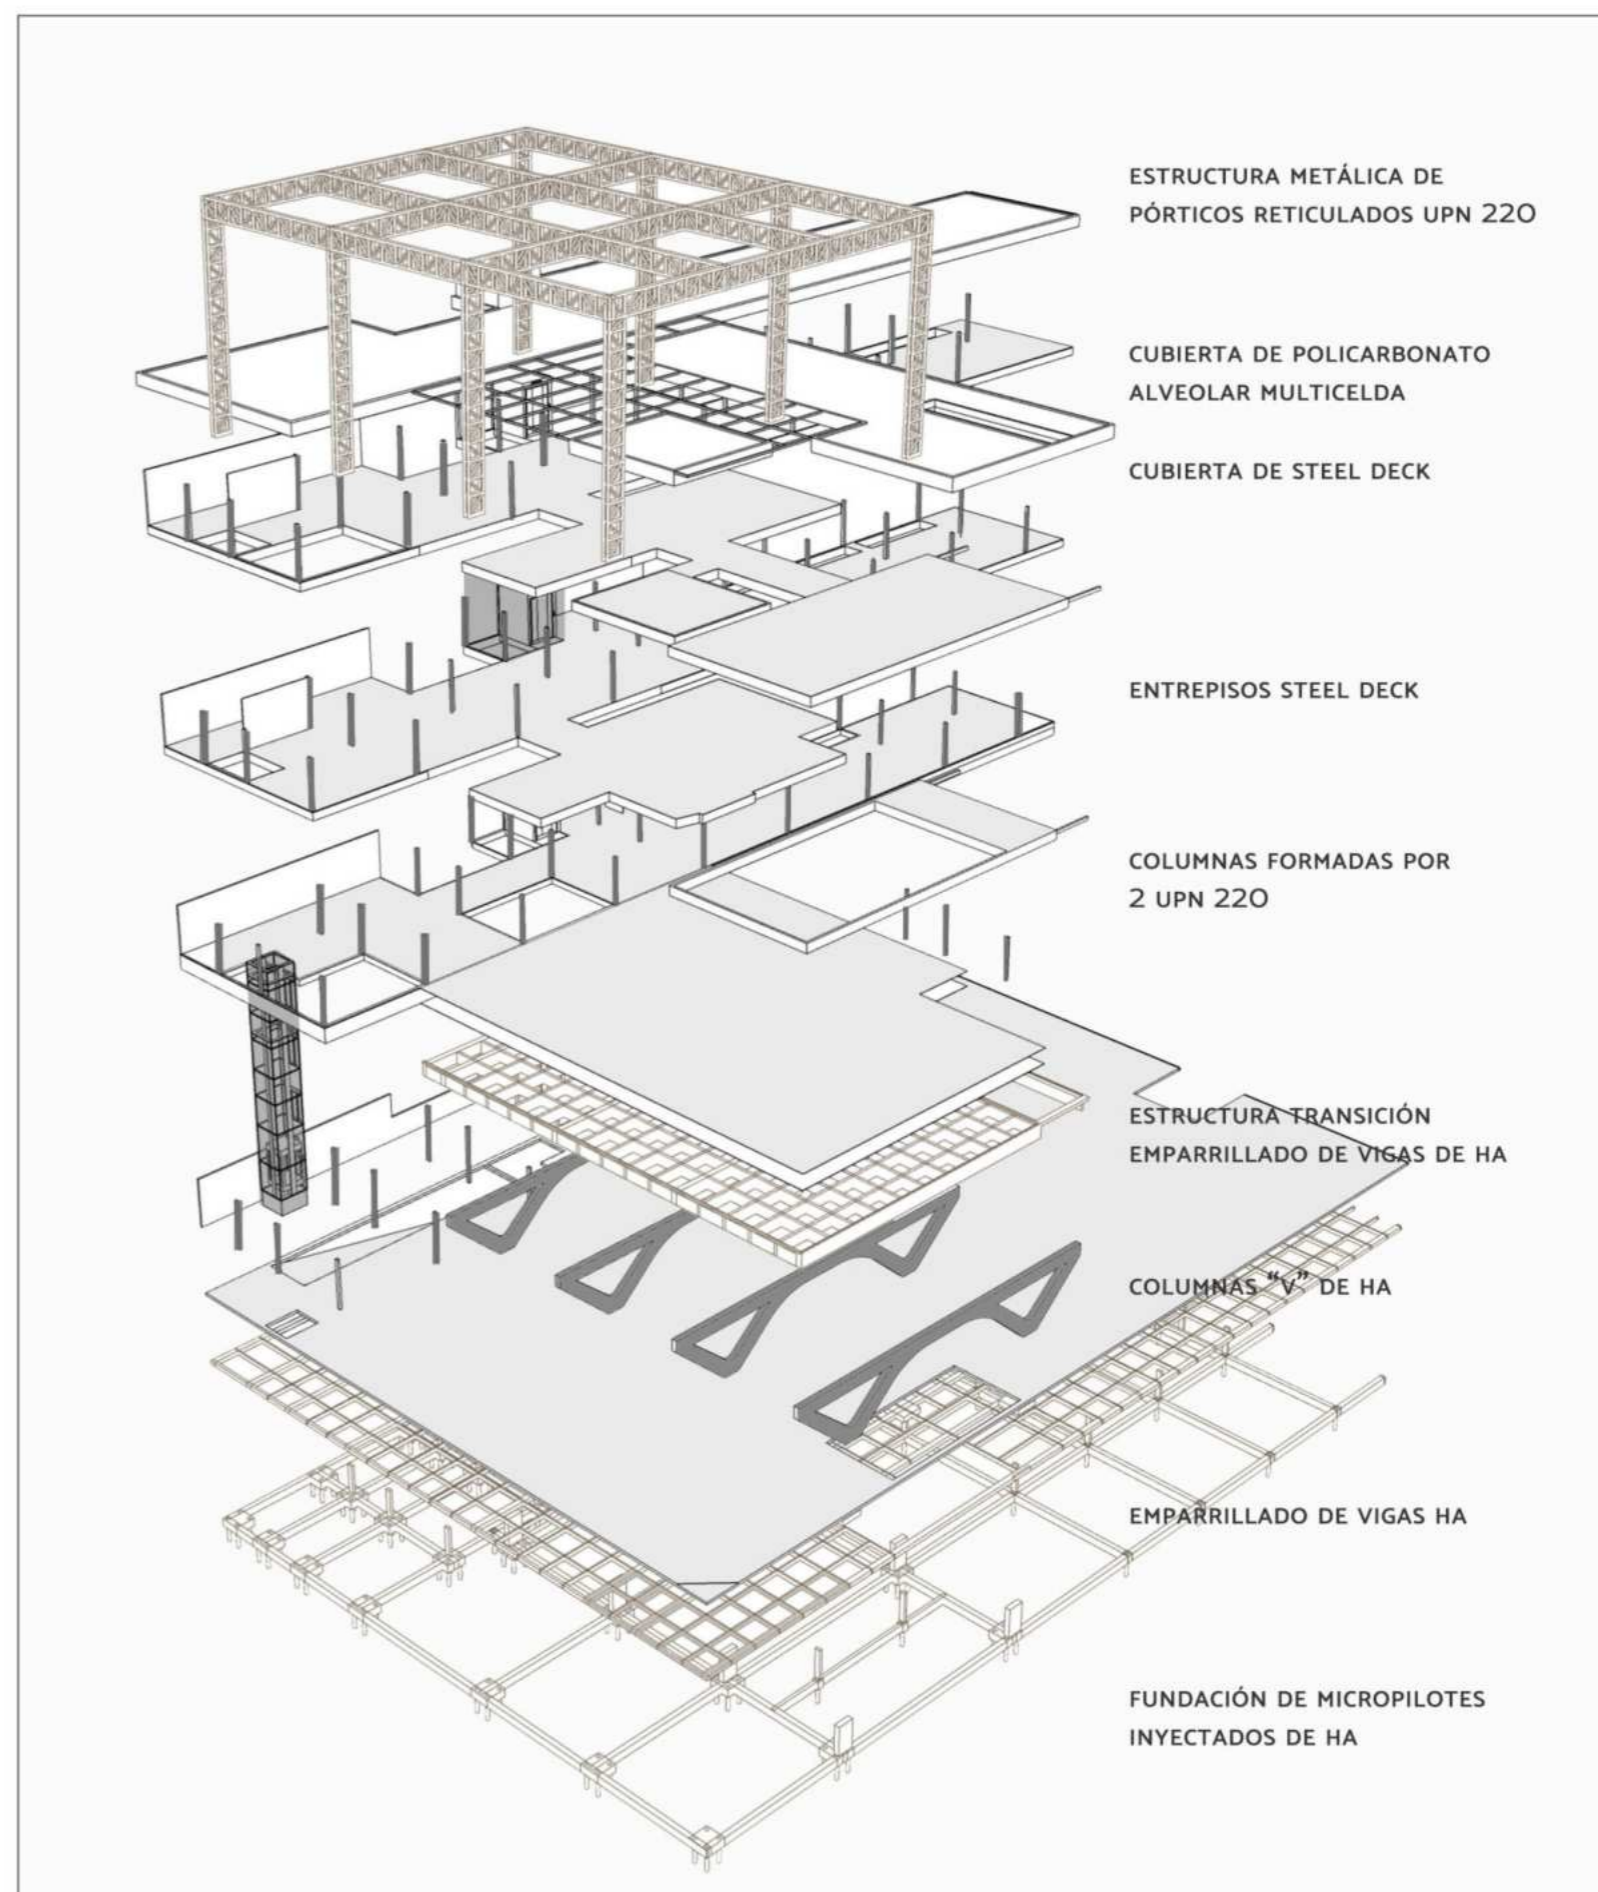 ESTRUCTURA METÁLICA DE
PÓRTICOS RETICULADOS UPN 220
CUBIERTA DE POLICARBONATO
ALVEOLAR MULTICELDA
CUBIERTA DE STEEL DECK
ENTREPISOS STEEL DECK
COLUMNAS FORMADAS POR
2 UPN 220
ESTRUCTURA TRANSICIÓN
EMPARRILLADO DE VIGAS DE HA
COLUMNAS “V” DE HA
EMPARRILLADO DE VIGAS HA
FUNDACIÓN DE MICROPILOTES
INYECTADOS DE HA